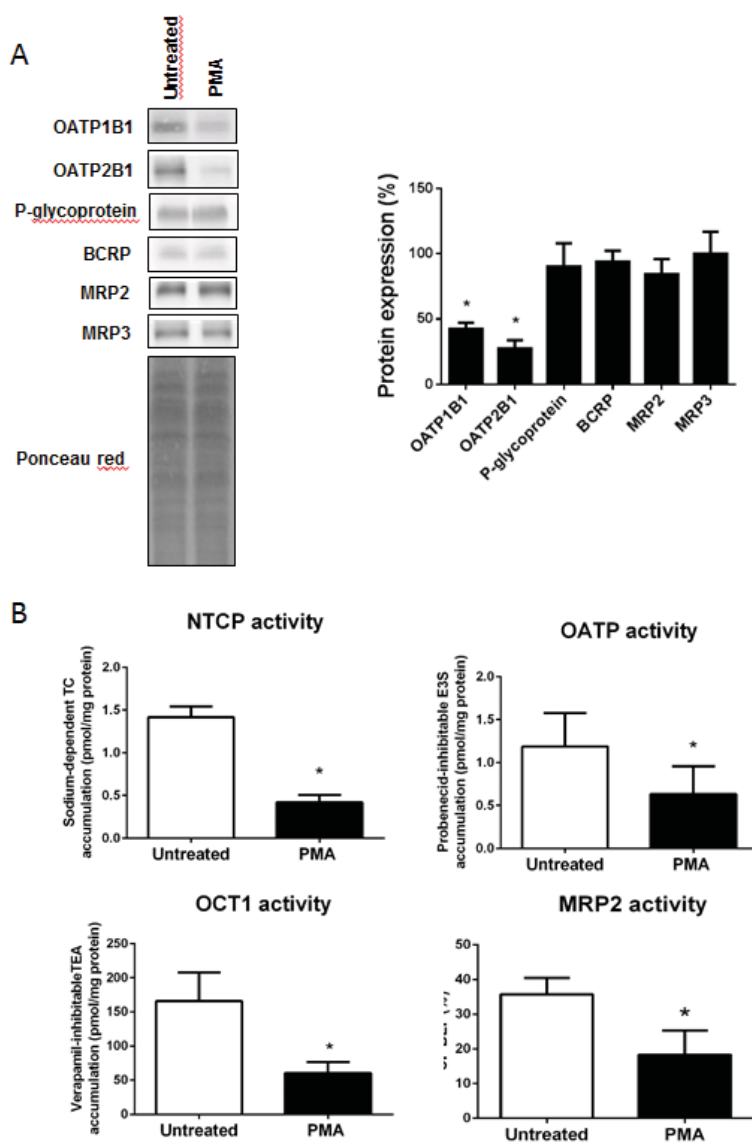 A
Untreated
PMA
OATP1B1
OATP2B1
P-glycoprotein
BCRP
MRP2
MRP3
Ponceau red
Protein expression (%)
150
100
50
0
OATP1B1
OATP2B1
P-glycoprotein
BCRP
MRP2
MRP3
*
*
B
NTCP activity
Sodium-dependent TC
accumulation (pmol/mg protein)
2.0
1.5
1.0
0.5
0.0
*
Untreated
PMA
OATP activity
Probenecid-inhibitable E3S
accumulation (pmol/mg protein)
2.0
1.5
1.0
0.5
0.0
*
Untreated
PMA
OCT1 activity
Verapamil-inhibitableTEA
accumulation (pmol/mg protein)
250
200
150
100
50
0
*
Untreated
PMA
MRP2 activity
(%)
50
40
30
20
10
0
*
Untreated
PMA